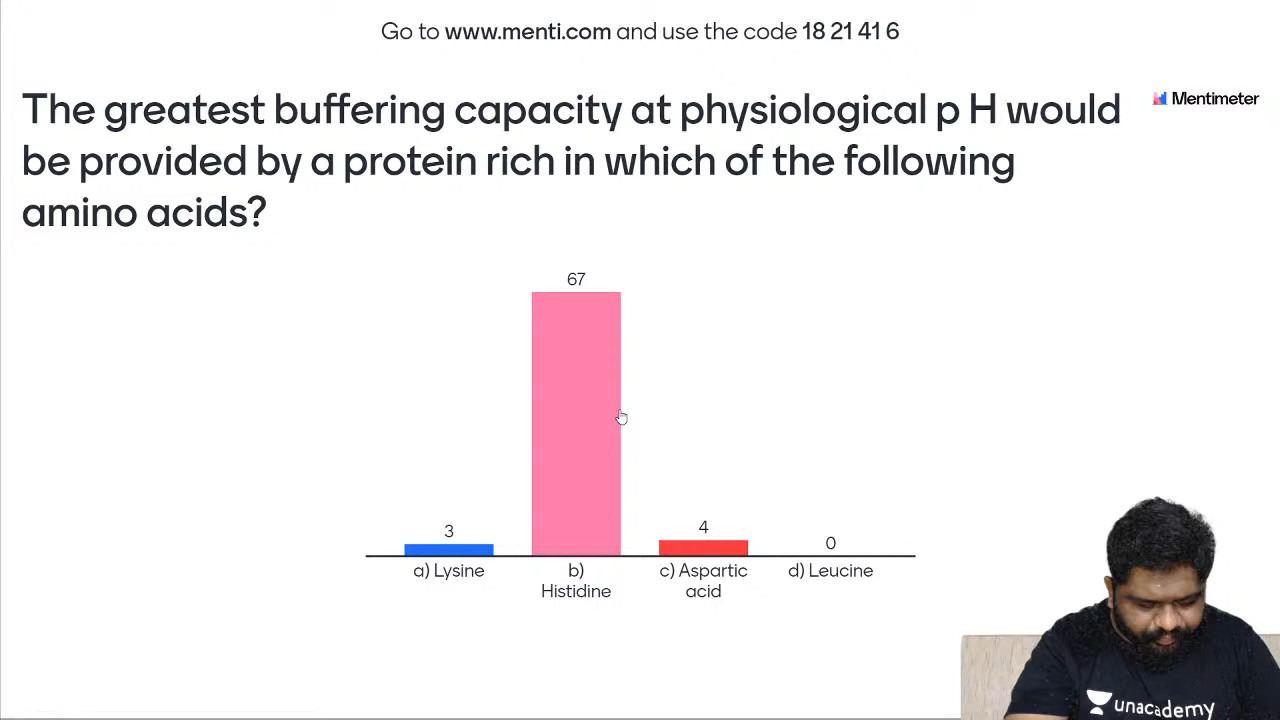 Go to www.menti.com and use the code 18 21 41 6
The greatest buffering capacity at physiological p H would
be provided by a protein rich in which of the following
amino acids?
Mentimeter
67
3
4
0
a) Lysine
b)
Histidine
c) Aspartic
acid
d) Leucine
unacademy